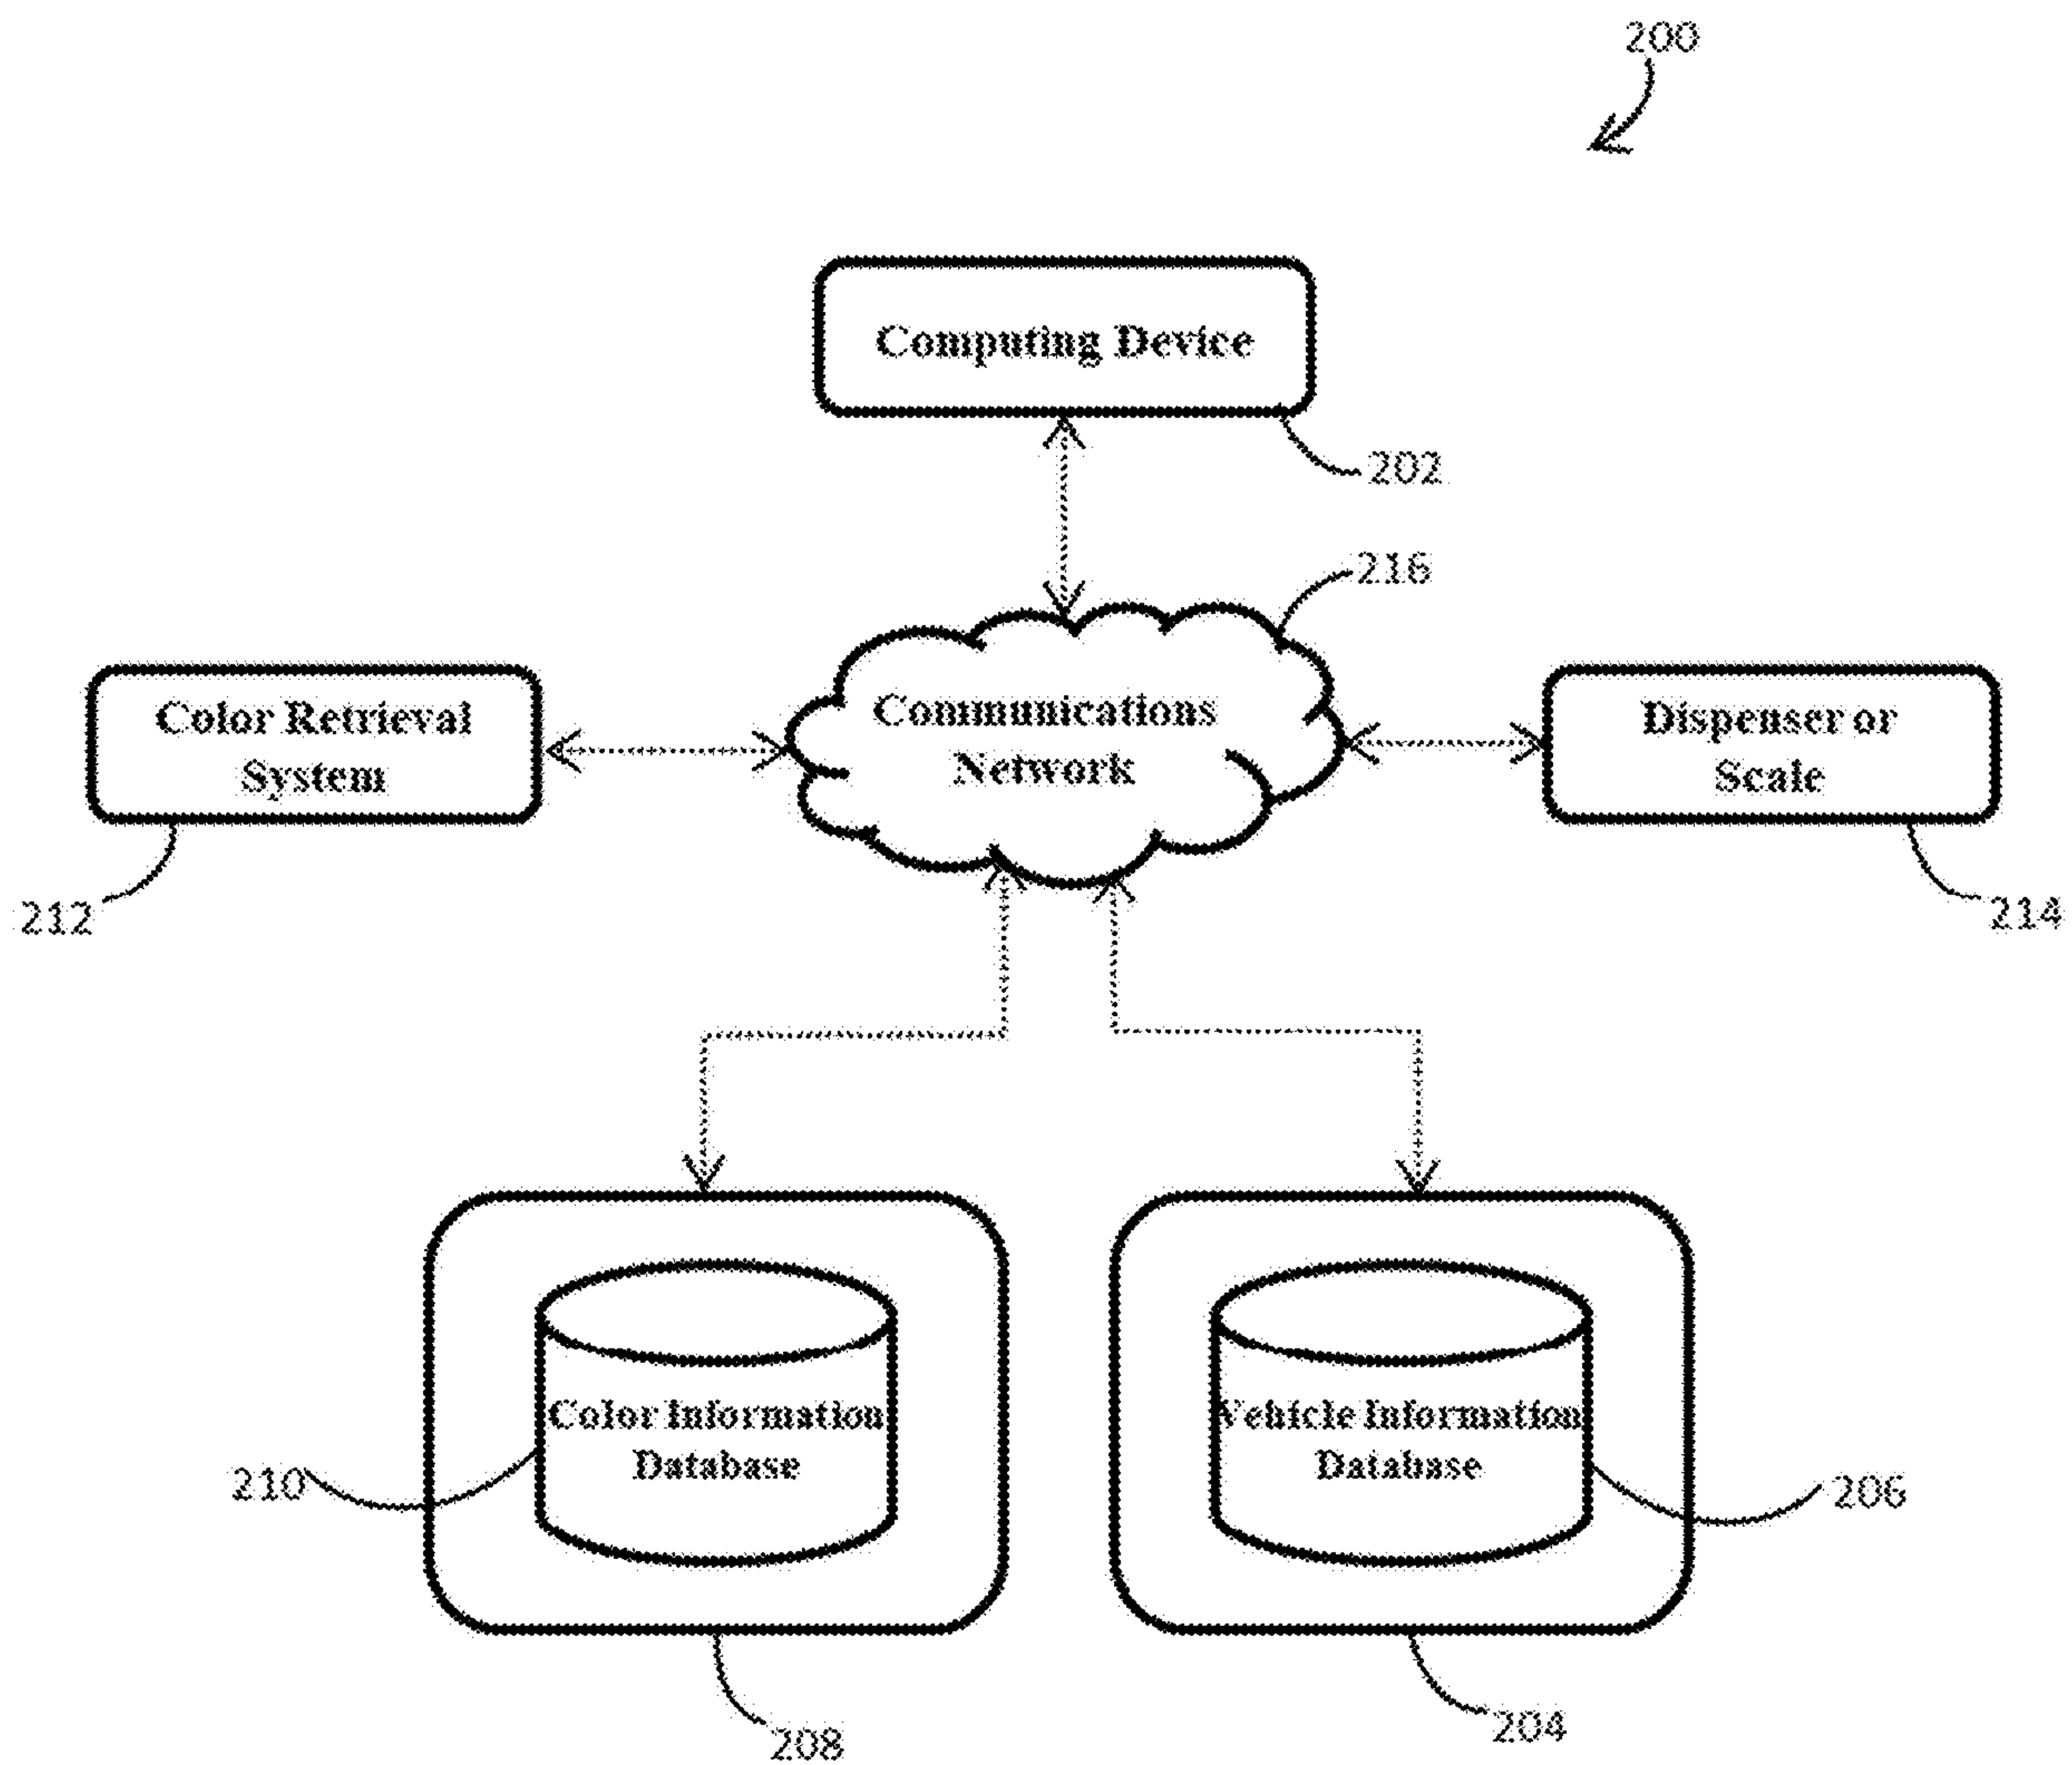 200
Computing Device
202
216
Color Retrieval
System
Communications
Network
Dispenser or
Scale
212
214
Color Information
Database
Vehicle Information
Database
210
206
208
204